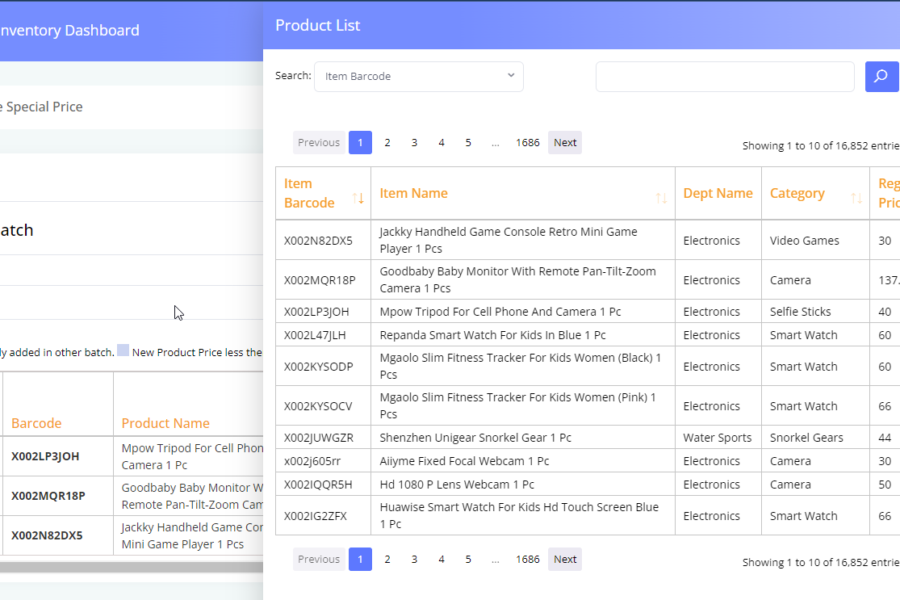 nventory Dashboard
e Special Price
atch
ly added in other batch. New Product Price less the
Barcode Product Name
X002LP3JOH Mpow Tripod For Cell Phon
Camera 1 Pc
X002MQR18P Goodbaby Baby Monitor W
Remote Pan-Tilt-Zoom Cam
X002N82DX5 Jackky Handheld Game Con
Mini Game Player 1 Pcs
Product List
Search: Item Barcode
Previous 1 2 3 4 5 ... 1686 Next
Showing 1 to 10 of 16,852 entrie
Item Barcode Item Name Dept Name Category Reg
Pric
X002N82DX5 Jackky Handheld Game Console Retro Mini Game
Player 1 Pcs Electronics Video Games 30
X002MQR18P Goodbaby Baby Monitor With Remote Pan-Tilt-Zoom
Camera 1 Pcs Electronics Camera 137.
X002LP3JOH Mpow Tripod For Cell Phone And Camera 1 Pcs Electronics Selfie Sticks 40
X002L47JLH Repanda Smart Watch For Kids In Blue 1 Pc Electronics Smart Watch 60
X002KYSODP Mgaolo Slim Fitness Tracker For Kids Women (Black) 1
Pcs Electronics Smart Watch 60
X002KYSOCV Mgaolo Slim Fitness Tracker For Kids Women (Pink) 1
Pcs Electronics Smart Watch 66
X002JUWGZR Shenzhen Unigear Snorkel Gear 1 Pc Water Sports Snorkel Gears 44
x002j605rr Aiiyme Fixed Focal Webcam 1 Pc Electronics Camera 30
X002IQQR5H Hd 1080 P Lens Webcam 1 Pc Electronics Camera 50
X002IG2ZFX Huawise Smart Watch For Kids Hd Touch Screen Blue
1 Pc Electronics Smart Watch 66
Previous 1 2 3 4 5 ... 1686 Next
Showing 1 to 10 of 16,852 entrie